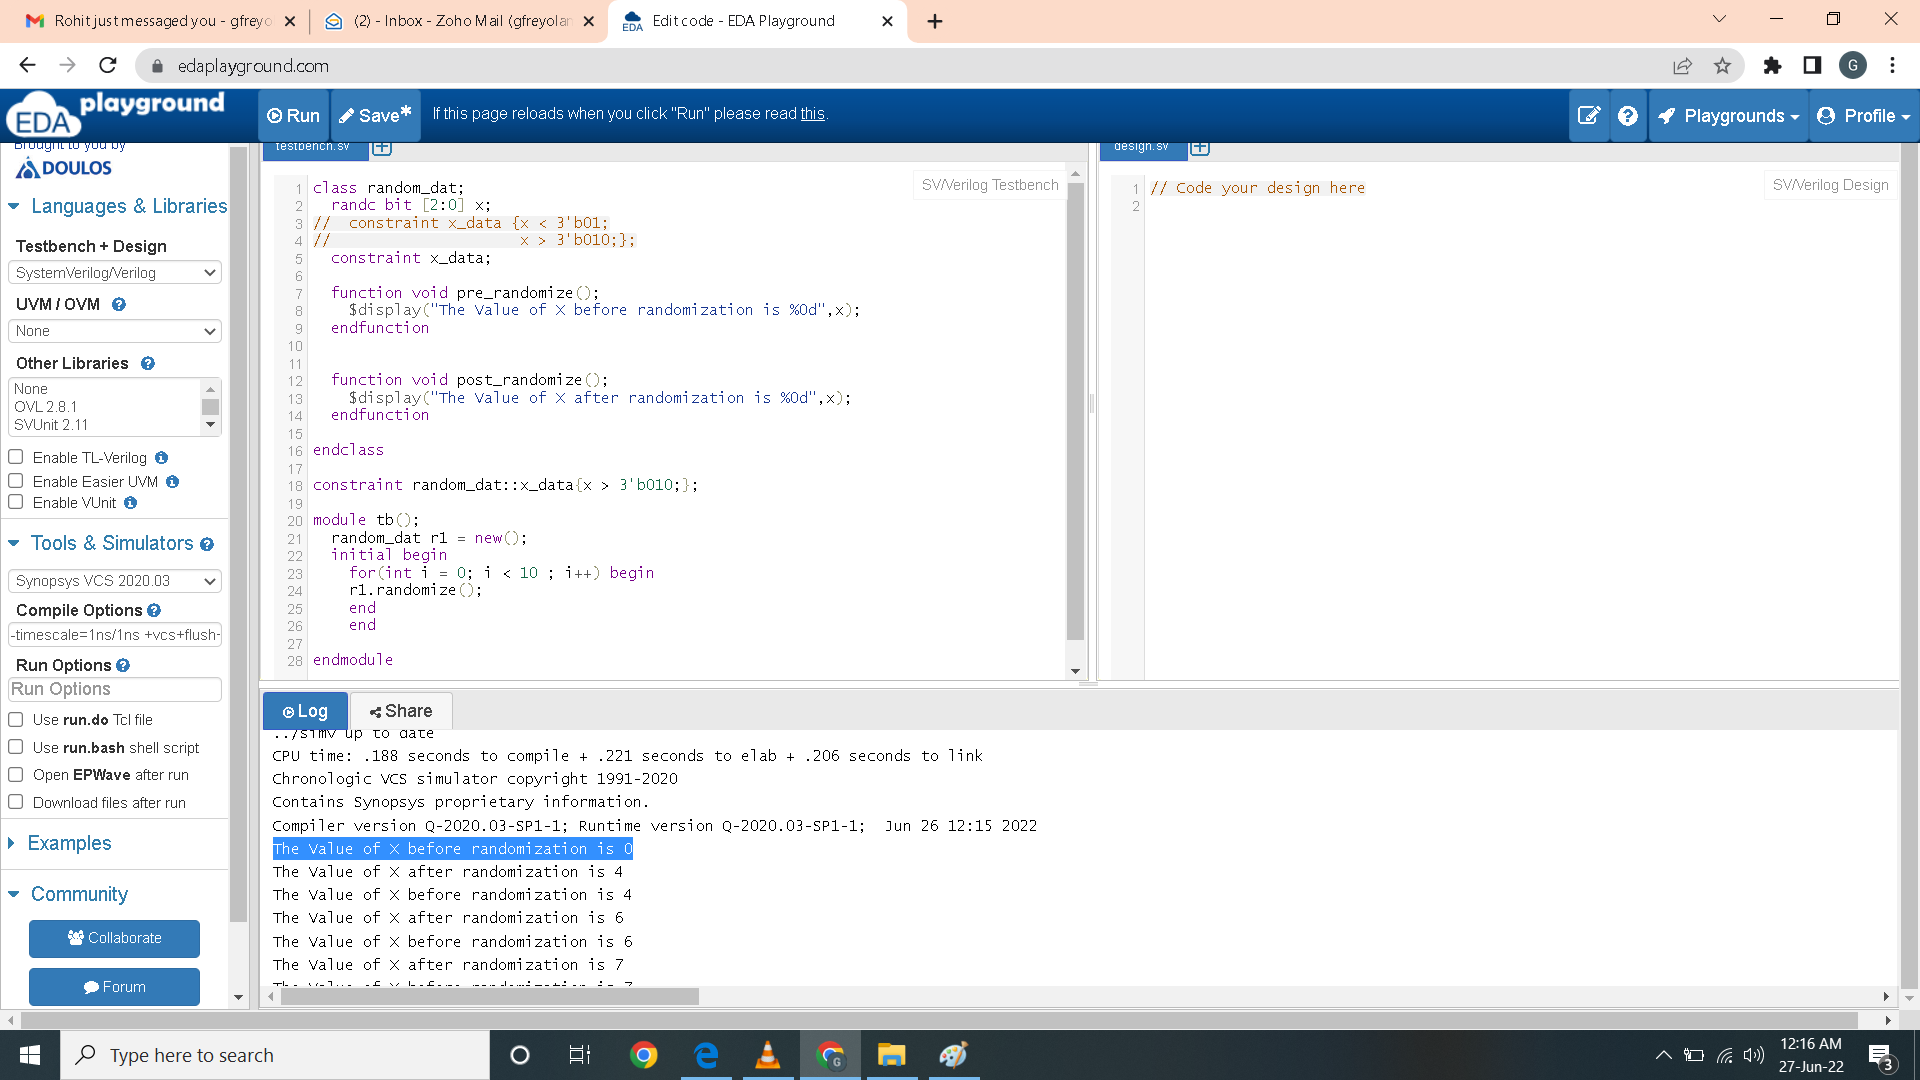 Rohit just messaged you - gfreyo
(2) - Inbox - Zoho Mail (gfreyolan
Edit code - EDA Playground
edaplayground.com
G
EDA playground
Run
Save*
If this page reloads when you click "Run" please read this.
Playgrounds
Profile
Brought to you by
DOULOS
Languages & Libraries
Testbench + Design
SystemVerilog/Verilog
UVM / OVM
None
Other Libraries
None
OVL 2.8.1
SVUnit 2.11
Enable TL-Verilog
Enable Easier UVM
Enable VUnit
Tools & Simulators
Synopsys VCS 2020.03
Compile Options
-timescale=1ns/1ns +vcs+flush+
Run Options
Run Options
Use run.do Tcl file
Use run.bash shell script
Open EPWave after run
Download files after run
Examples
Community
Collaborate
Forum
testbench.sv
SV/Verilog Testbench
1 class random_dat;
2 randc bit [2:0] x;
3 // constraint x_data {x < 3'b01;
4 // x > 3'b010;};
5 constraint x_data;
6
7 function void pre_randomize();
8 $display("The Value of X before randomization is %0d",x);
9 endfunction
10
11
12 function void post_randomize();
13 $display("The Value of X after randomization is %0d",x);
14 endfunction
15
16 endclass
17
18 constraint random_dat::x_data{x > 3'b010;};
19
20 module tb();
21 random_dat r1 = new();
22 initial begin
23 for(int i = 0; i < 10 ; i++) begin
24 r1.randomize();
25 end
26 end
27
28 endmodule
design.sv
SV/Verilog Design
1 // Code your design here
2
Log
Share
../simv up to date
CPU time: .188 seconds to compile + .221 seconds to elab + .206 seconds to link
Chronologic VCS simulator copyright 1991-2020
Contains Synopsys proprietary information.
Compiler version Q-2020.03-SP1-1; Runtime version Q-2020.03-SP1-1;  Jun 26 12:15 2022
The Value of X before randomization is 0
The Value of X after randomization is 4
The Value of X before randomization is 4
The Value of X after randomization is 6
The Value of X before randomization is 6
The Value of X after randomization is 7
The Value of X before randomization is 7
Type here to search
G
12:16 AM
27-Jun-22
3